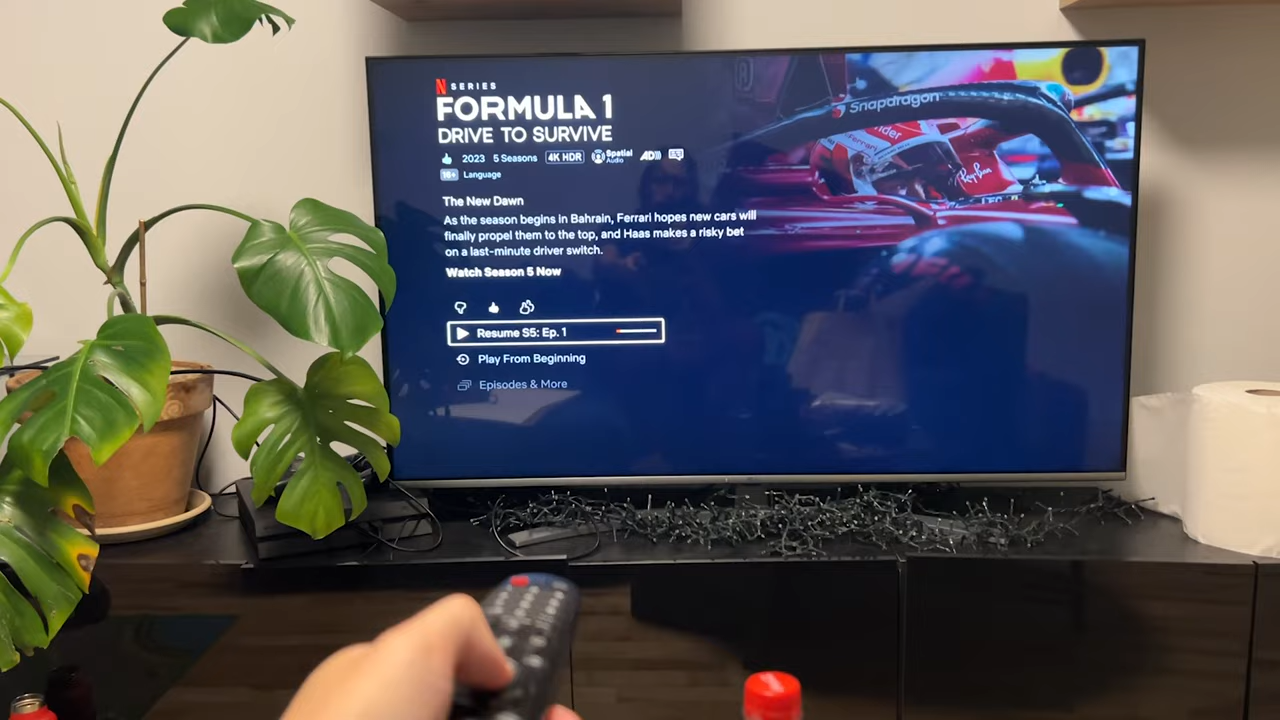 N SERIES
FORMULA 1
DRIVE TO SURVIVE
2023 5 Seasons 4K HDR Spatial Audio AD
16+ Language
The New Dawn
As the season begins in Bahrain, Ferrari hopes new cars will
finally propel them to the top, and Haas makes a risky bet
on a last-minute driver switch.
Watch Season 5 Now
Resume S5: Ep. 1
Play From Beginning
Episodes & More
Snapdragon
Ferrari
Ray-Ban